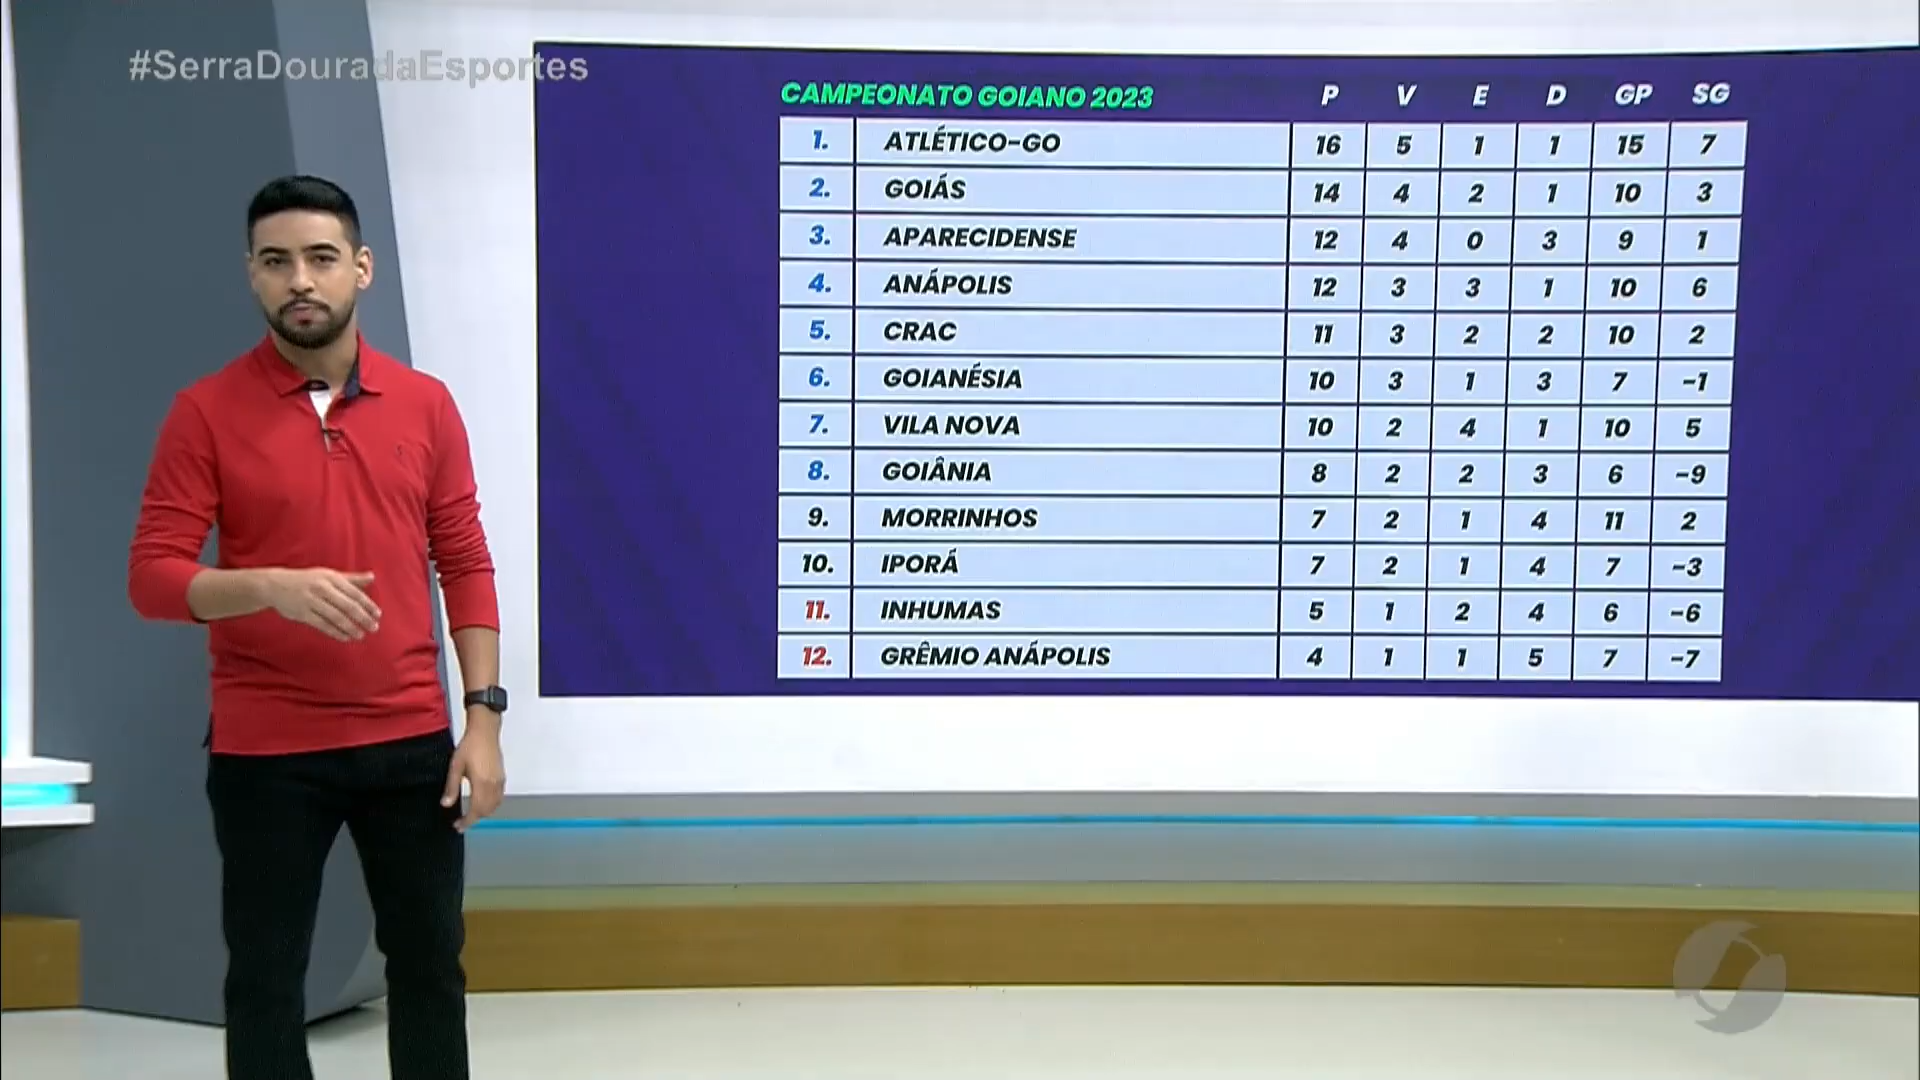 #SerraDouradaEsportes
CAMPEONATO GOIANO 2023 P V E D GP SG
1. ATLÉTICO-GO 16 5 1 1 15 7
2. GOIÁS 14 4 2 1 10 3
3. APARECIDENSE 12 4 0 3 9 1
4. ANÁPOLIS 12 3 3 1 10 6
5. CRAC 11 3 2 2 10 2
6. GOIANÉSIA 10 3 1 3 7 -1
7. VILA NOVA 10 2 4 1 10 5
8. GOIÂNIA 8 2 2 3 6 -9
9. MORRINHOS 7 2 1 4 11 2
10. IPORÁ 7 2 1 4 7 -3
11. INHUMAS 5 1 2 4 6 -6
12. GRÊMIO ANÁPOLIS 4 1 1 5 7 -7